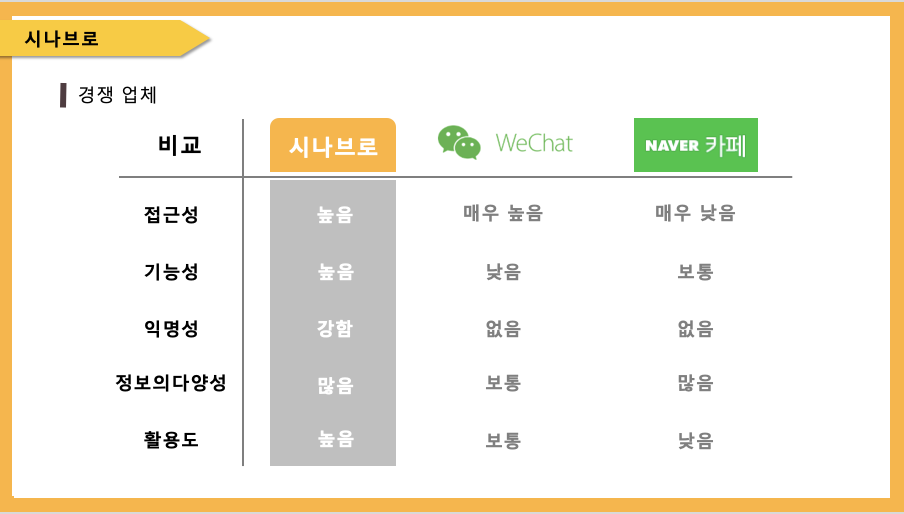 시나브로
경쟁 업체
비교 시나브로 WeChat NAVER 카페
접근성 높음 매우 높음 매우 낮음
기능성 높음 낮음 보통
익명성 강함 없음 없음
정보의다양성 많음 보통 많음
활용도 높음 보통 낮음